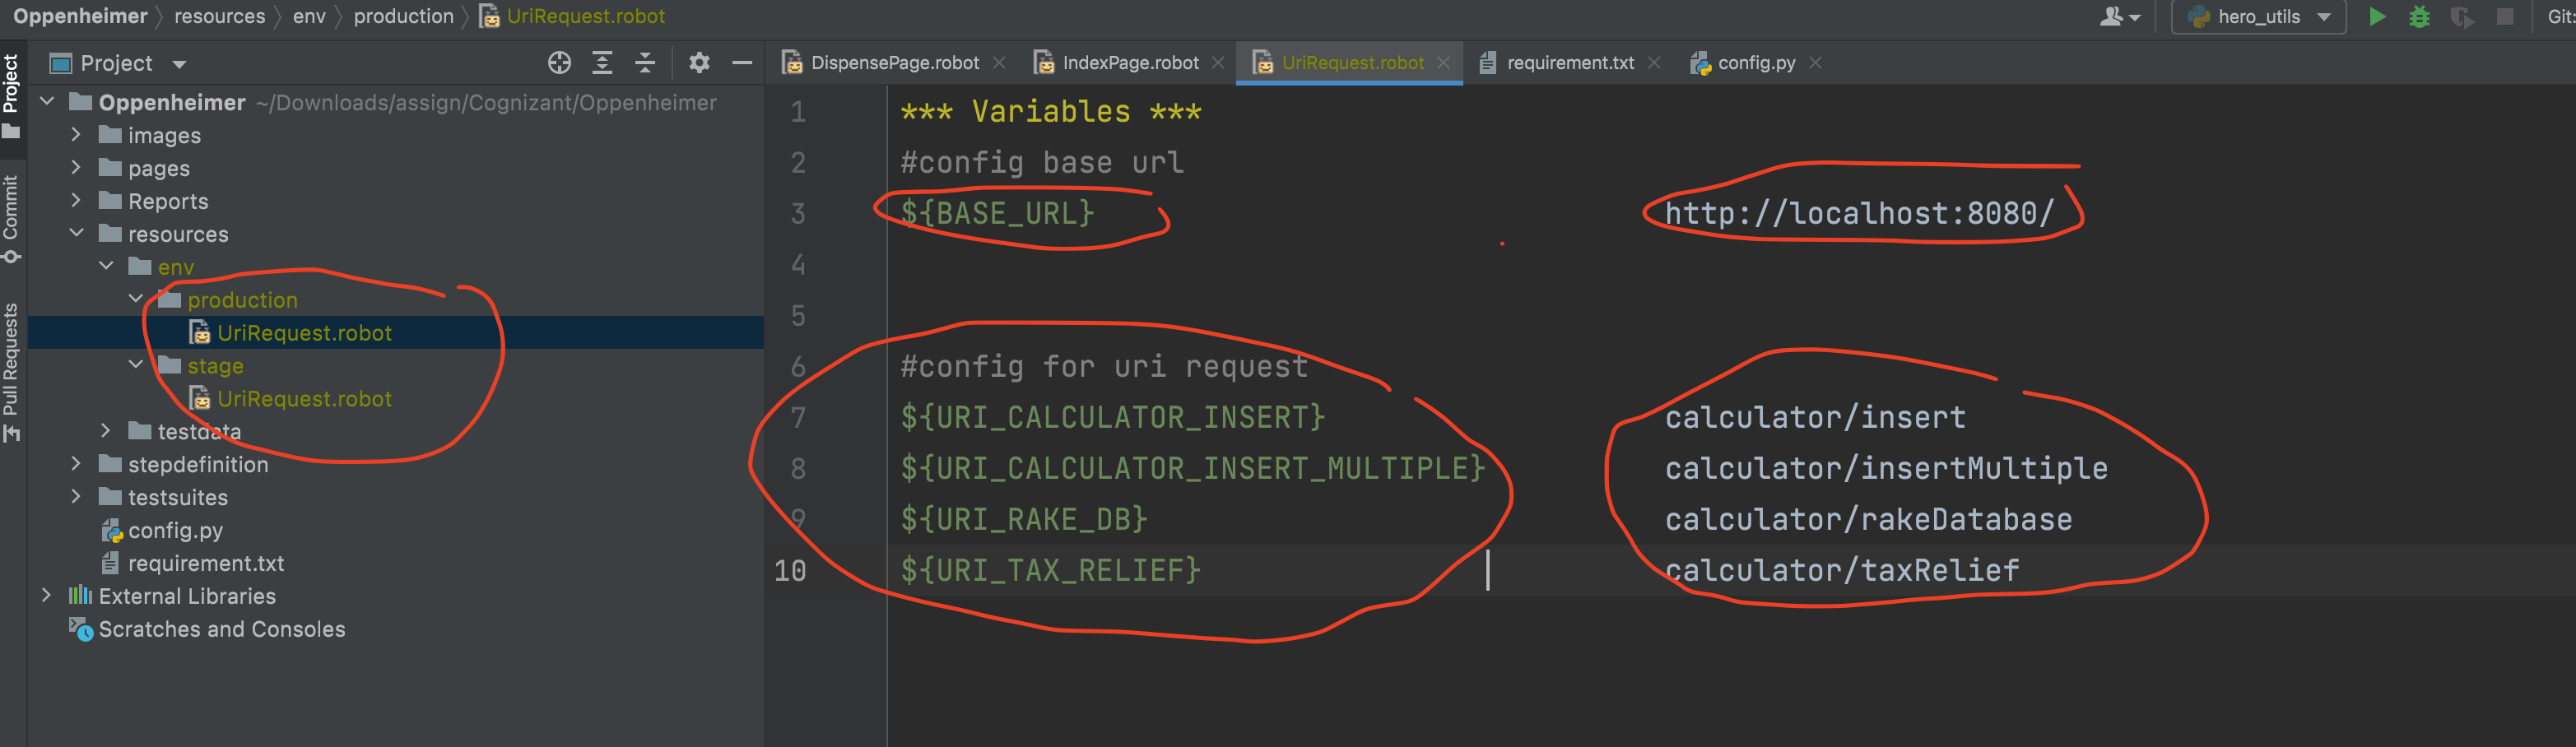 Oppenheimer resources env production UriRequest.robot
hero_utils Git:
Project
DispensePage.robot IndexPage.robot UriRequest.robot requirement.txt config.py
Project
Commit
Pull Requests
Oppenheimer ~/Downloads/assign/Cognizant/Oppenheimer
images
pages
Reports
resources
env
production
UriRequest.robot
stage
UriRequest.robot
testdata
stepdefinition
testsuites
config.py
requirement.txt
External Libraries
Scratches and Consoles
1 *** Variables ***
2 #config base url
3 ${BASE_URL} http://localhost:8080/
4
5
6 #config for uri request
7 ${URI_CALCULATOR_INSERT} calculator/insert
8 ${URI_CALCULATOR_INSERT_MULTIPLE} calculator/insertMultiple
9 ${URI_RAKE_DB} calculator/rakeDatabase
10 ${URI_TAX_RELIEF} calculator/taxRelief